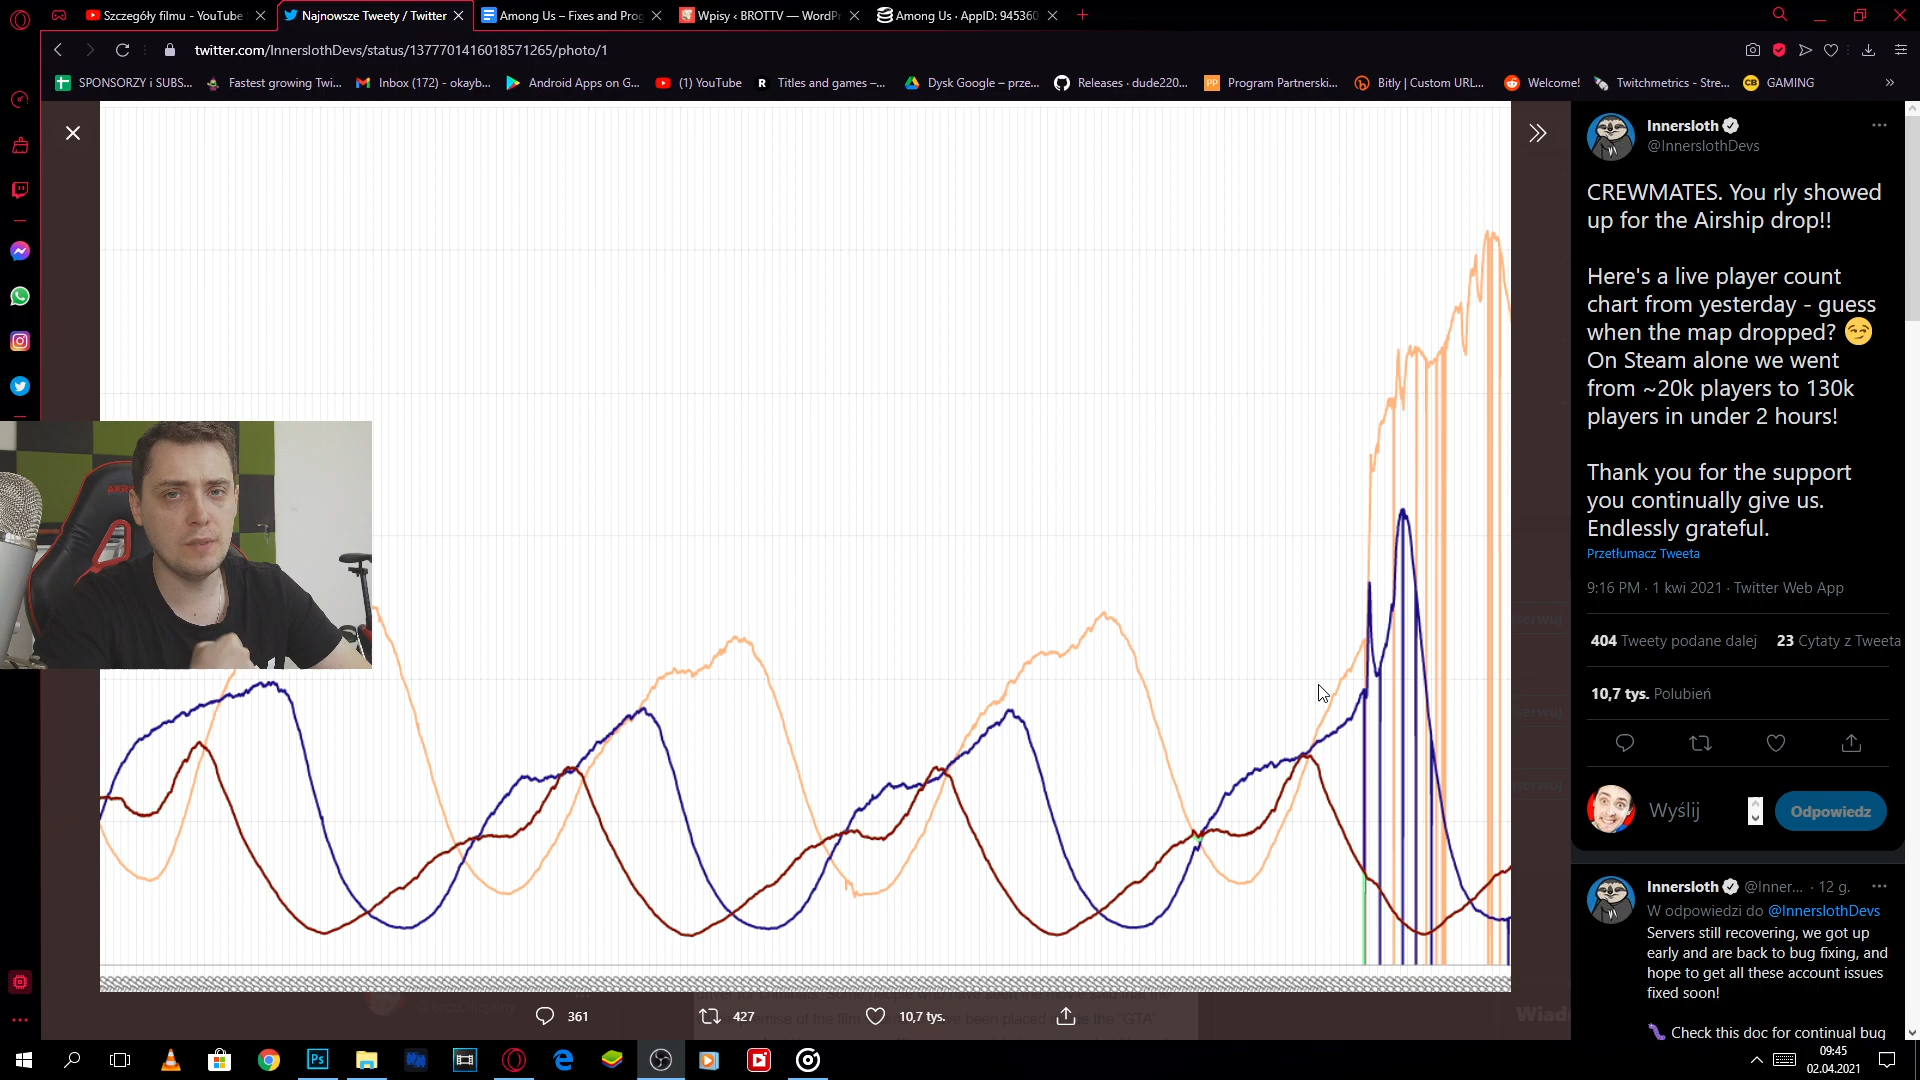 Szczegóły filmu - YouTube
Najnowsze Tweety / Twitter
Among Us – Fixes and Prog
Wpisy ‹ BROTTV — WordPr
Among Us · AppID: 945360
twitter.com/InnerslothDevs/status/1377701416018571265/photo/1
SPONSORZY i SUBS...
Fastest growing Twi...
Inbox (172) - okayb...
Android Apps on G...
(1) YouTube
Titles and games –...
Dysk Google – prze...
Releases · dude220...
Program Partnerski...
Bitly | Custom URL...
Welcome!
Twitchmetrics - Stre...
GAMING
Innersloth
@InnerslothDevs
CREWMATES. You rly showed
up for the Airship drop!!
Here's a live player count
chart from yesterday - guess
when the map dropped? 😏
On Steam alone we went
from ~20k players to 130k
players in under 2 hours!
Thank you for the support
you continually give us.
Endlessly grateful.
Przetłumacz Tweeta
9:16 PM · 1 kwi 2021 · Twitter Web App
404 Tweety podane dalej 23 Cytaty z Tweeta
10,7 tys. Polubień
Wyślij
Odpowiedz
Innersloth @Inner... · 12 g.
W odpowiedzi do @InnerslothDevs
Servers still recovering, we got up
early and are back to bug fixing, and
hope to get all these account issues
fixed soon!
Check this doc for continual bug
361
427
10,7 tys.
Wiad
09:45
02.04.2021